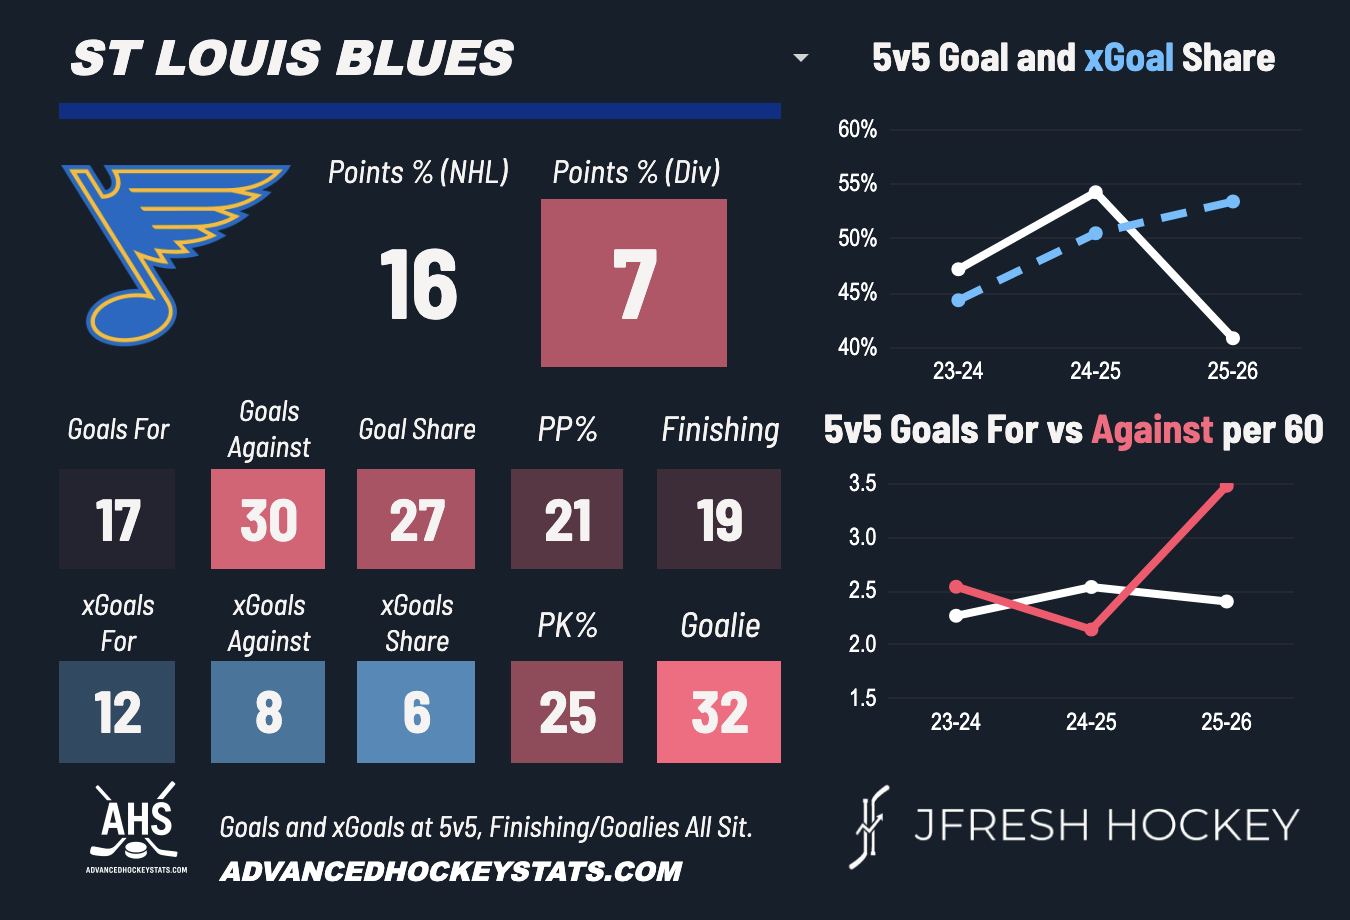 ST LOUIS BLUES
5v5 Goal and xGoal Share
60%
55%
50%
45%
40%
23-24 24-25 25-26
Points % (NHL) Points % (Div)
16 7
Goals For
Goals
Against
Goal Share
PP%
Finishing
17 30 27 21 19
xGoals
For
xGoals
Against
xGoals
Share
PK%
Goalie
12 8 6 25 32
5v5 Goals For vs Against per 60
3.5
3.0
2.5
2.0
1.5
23-24 24-25 25-26
AHS
ADVANCEDHOCKEYSTATS.COM
Goals and xGoals at 5v5, Finishing/Goalies All Sit.
ADVANCEDHOCKEYSTATS.COM
JFRESH HOCKEY